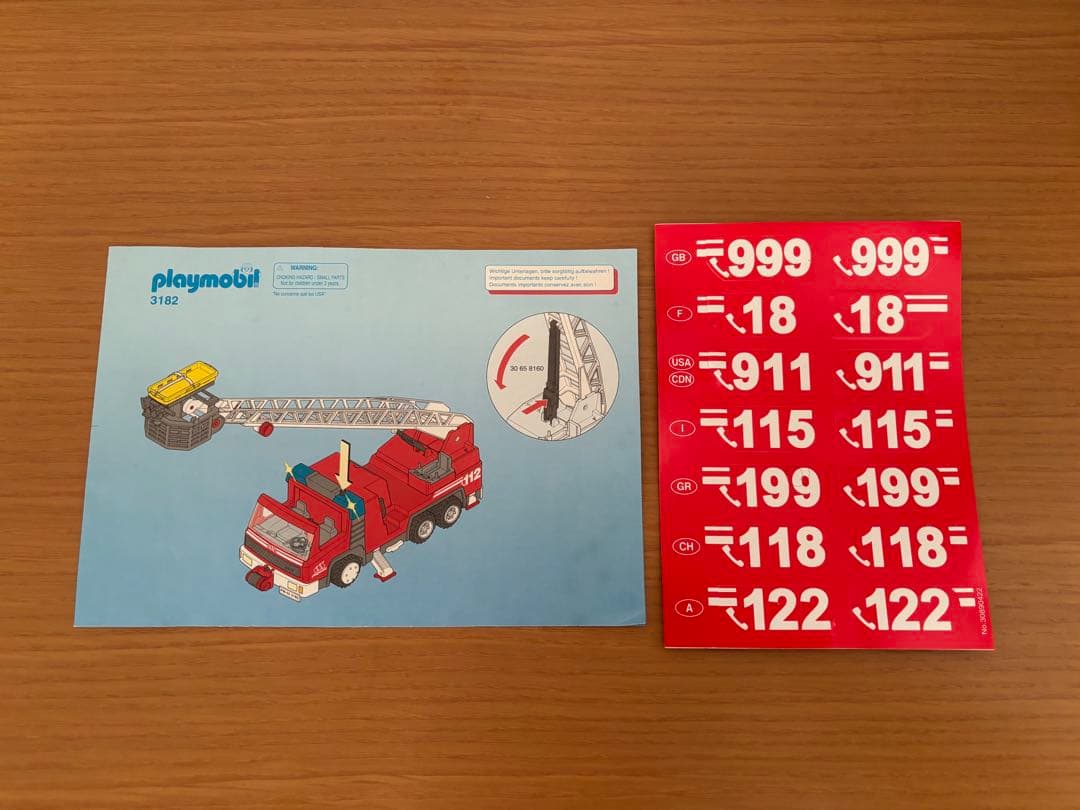 playmobil
3182
WARNING:
CHOKING HAZARD - SMALL PARTS
Not for children under 3 years.
Wichtige Unterlagen, bitte sorgfältig aufbewahren !
Important documents keep carefully !
Documents importants conservez avec soin !
30 65 8160
112
GB 999 999
F 18 18
USA
CDN 911 911
I 115 115
GR 199 199
CH 118 118
A 122 122
No. 30890422